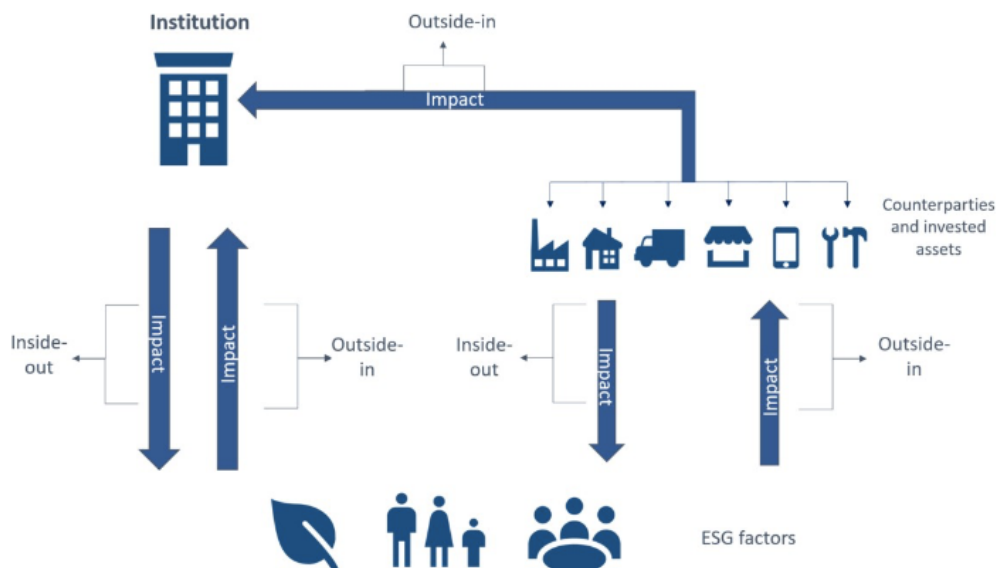 Institution
Outside-in
Impact
Counterparties
and invested
assets
Inside-
out
Impact
Impact
Outside-
in
Inside-
out
Impact
Impact
Outside-
in
ESG factors